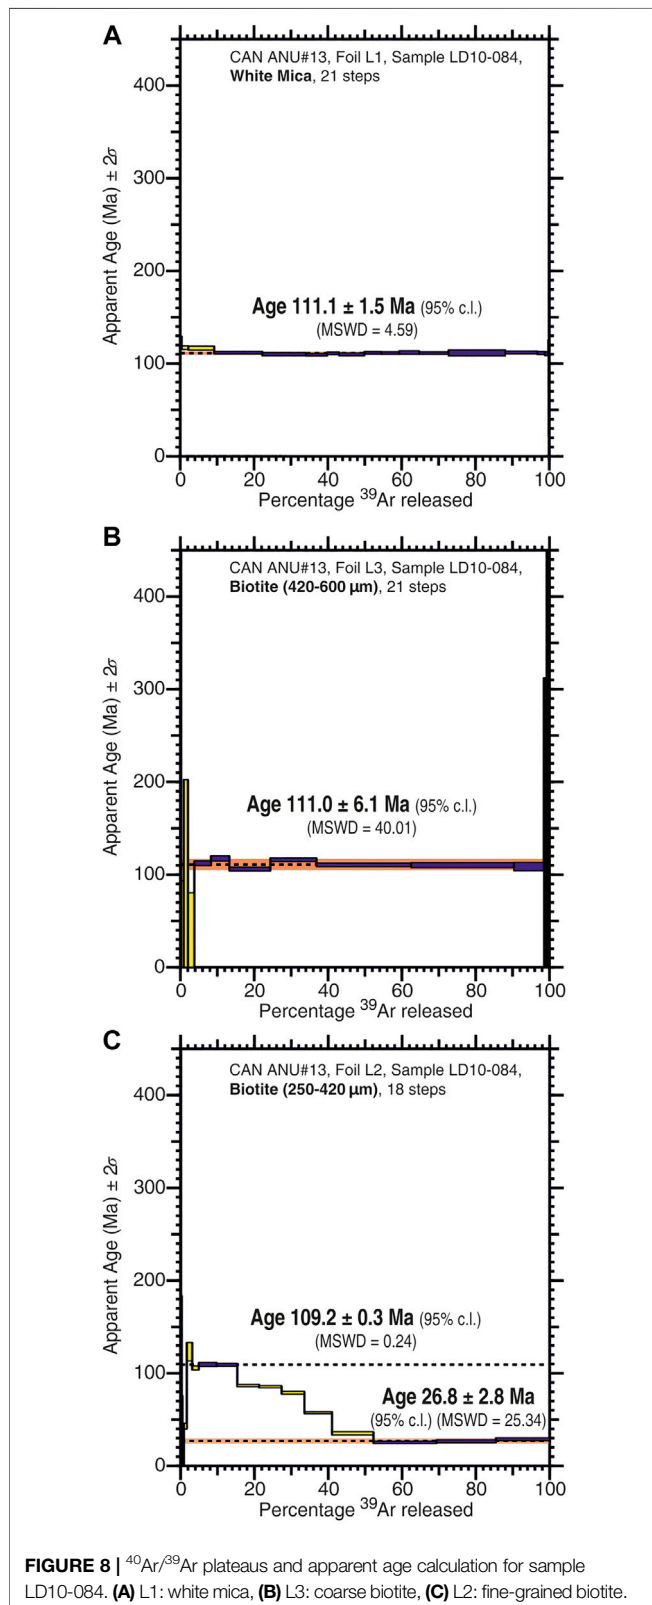 A
CAN ANU#13, Foil L1, Sample LD10-084,
White Mica, 21 steps
400
300
200
100
0
Apparent Age (Ma) ± 2σ
Age 111.1 ± 1.5 Ma (95% c.l.)
(MSWD = 4.59)
0 20 40 60 80 100
Percentage ³⁹Ar released
B
CAN ANU#13, Foil L3, Sample LD10-084,
Biotite (420-600 µm), 21 steps
400
300
200
100
0
Apparent Age (Ma) ± 2σ
Age 111.0 ± 6.1 Ma (95% c.l.)
(MSWD = 40.01)
0 20 40 60 80 100
Percentage ³⁹Ar released
C
CAN ANU#13, Foil L2, Sample LD10-084,
Biotite (250-420 µm), 18 steps
400
300
200
100
0
Apparent Age (Ma) ± 2σ
Age 109.2 ± 0.3 Ma (95% c.l.)
(MSWD = 0.24)
Age 26.8 ± 2.8 Ma
(95% c.l.) (MSWD = 25.34)
0 20 40 60 80 100
Percentage ³⁹Ar released
FIGURE 8 | ⁴⁰Ar/³⁹Ar plateaus and apparent age calculation for sample
LD10-084. (A) L1: white mica, (B) L3: coarse biotite, (C) L2: fine-grained biotite.